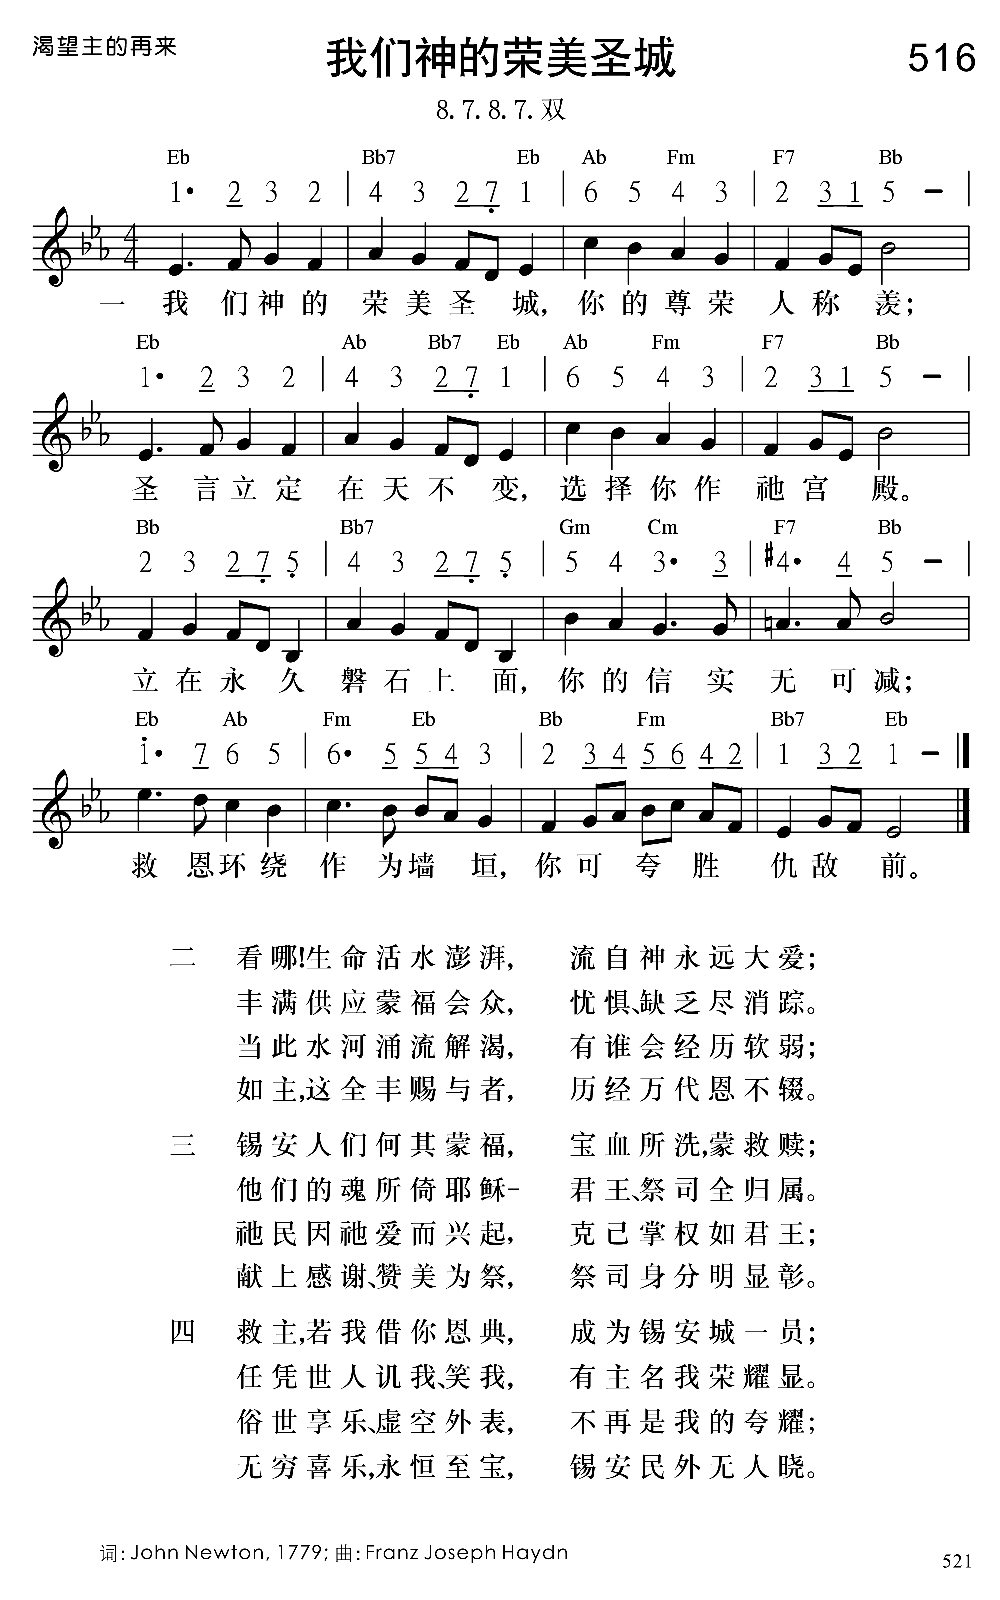 渴望主的再来
我们神的荣美圣城
516
8. 7. 8. 7. 双
Eb Bb7 Eb Ab Fm F7 Bb
1· 2 3 2 | 4 3 2 7 1 | 6 5 4 3 | 2 3 1 5 - |
4
4
一 我们神的荣美圣城，你的尊荣人称羡；
Eb Ab Bb7 Eb Ab Fm F7 Bb
1· 2 3 2 | 4 3 2 7 1 | 6 5 4 3 | 2 3 1 5 - |
圣言立定在天不变，选择你作祂宫殿。
Bb Bb7 Gm Cm F7 Bb
2 3 2 7 5 | 4 3 2 7 5 | 5 4 3· 3 | #4· 4 5 - |
立在永久磐石上面，你的信实无可减；
Eb Ab Fm Eb Bb Fm Bb7 Eb
1· 7 6 5 | 6· 5 5 4 3 | 2 3 4 5 6 4 2 | 1 3 2 1 - ‖
救恩环绕作为墙垣，你可夸胜仇敌前。
二 看哪!生命活水澎湃， 流自神永远大爱；
丰满供应蒙福会众， 忧惧、缺乏尽消踪。
当此水河涌流解渴， 有谁会经历软弱；
如主,这全丰赐与者， 历经万代恩不辍。
三 锡安人们何其蒙福， 宝血所洗,蒙救赎；
他们的魂所倚耶稣- 君王、祭司全归属。
祂民因祂爱而兴起， 克己掌权如君王；
献上感谢、赞美为祭， 祭司身分明显彰。
四 救主,若我借你恩典， 成为锡安城一员；
任凭世人讥我、笑我， 有主名我荣耀显。
俗世享乐、虚空外表， 不再是我的夸耀；
无穷喜乐,永恒至宝， 锡安民外无人晓。
词: John Newton, 1779; 曲: Franz Joseph Haydn
521